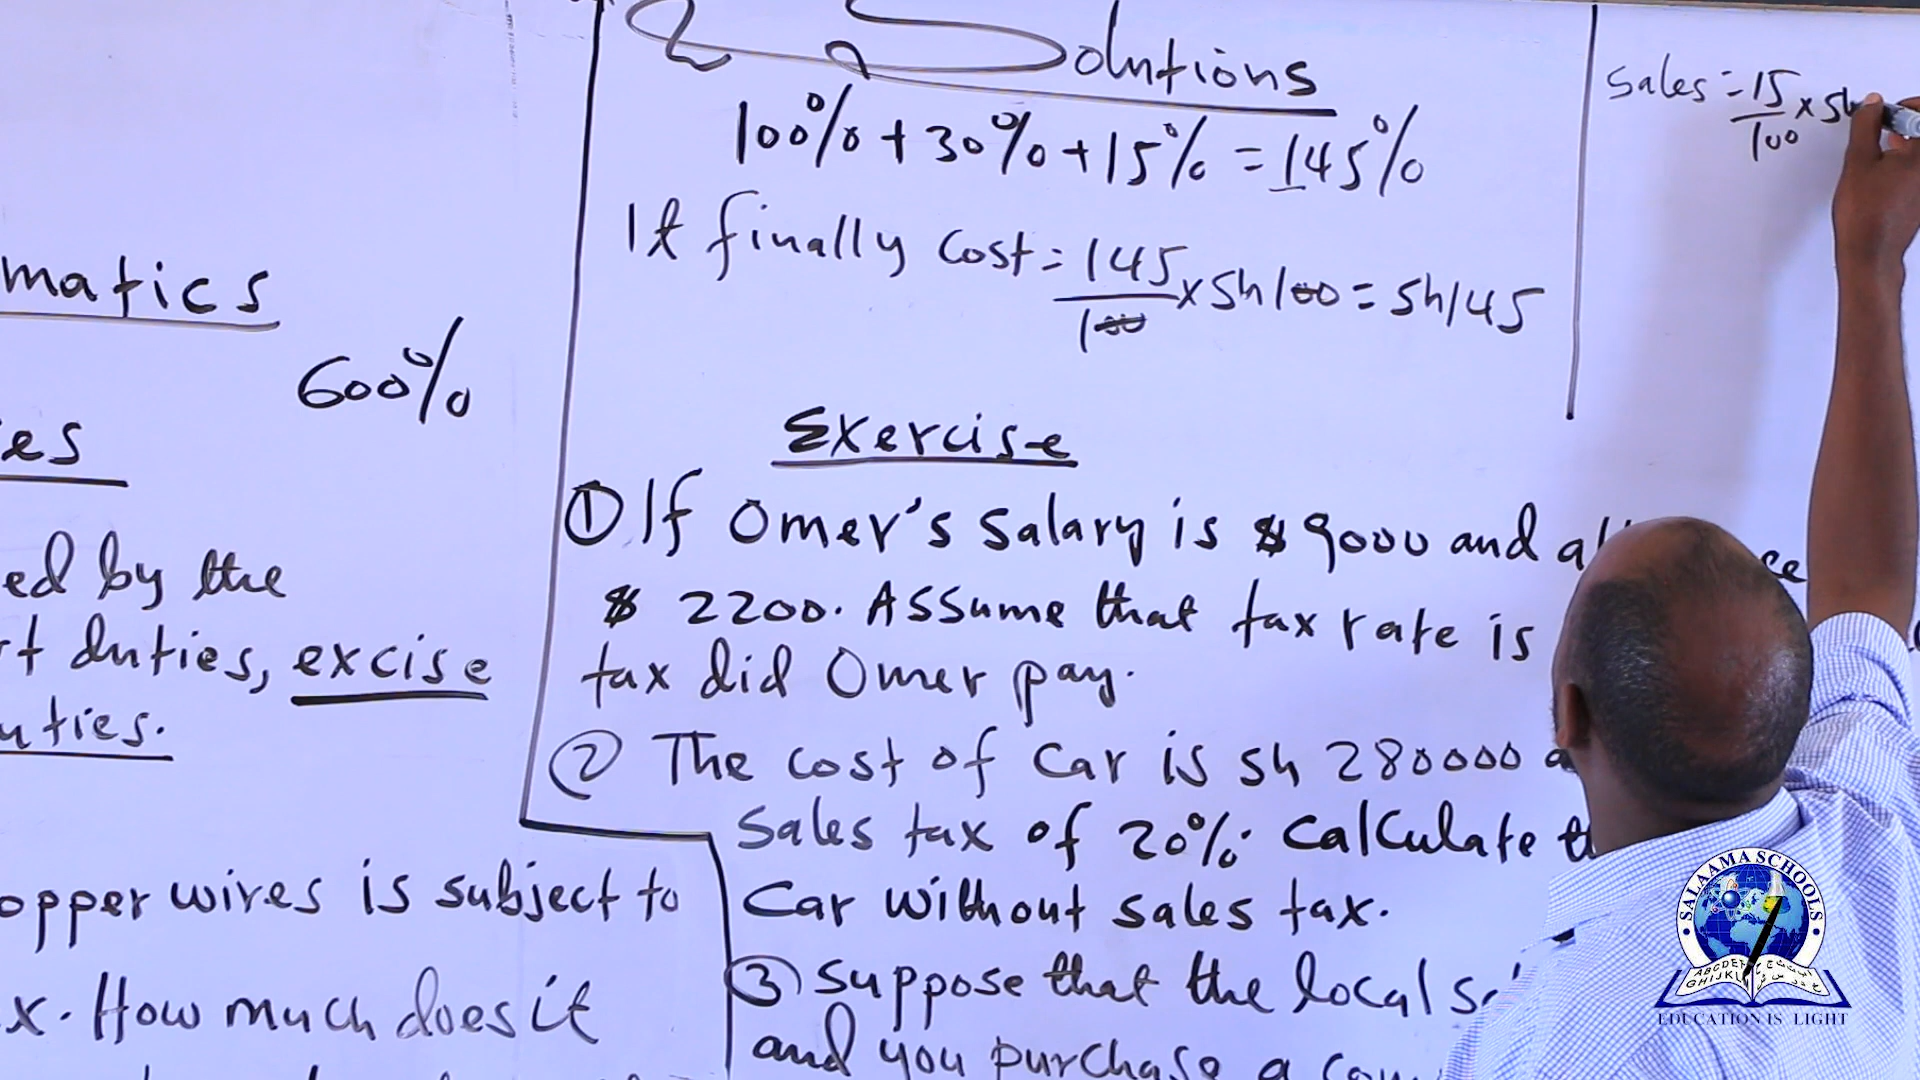 matics
600%
es
ed by the
rt duties, excise
uties.
opper wires is subject to
x. How much does it
Solutions
100% + 30% + 15% = 145%
It finally cost = 145/100 x sh 100 = sh 145
Exercise
① If Omer's salary is $ 9000 and
$ 2200. Assume that tax rate is
tax did Omer pay.
② The cost of car is sh 280000
sales tax of 20%. Calculate
Car without sales tax.
③ Suppose that the local
and you purchase a
Sales = 15/100 x sh
SALAAMA SCHOOLS
ABCDEF
GHIJK
EDUCATION IS LIGHT